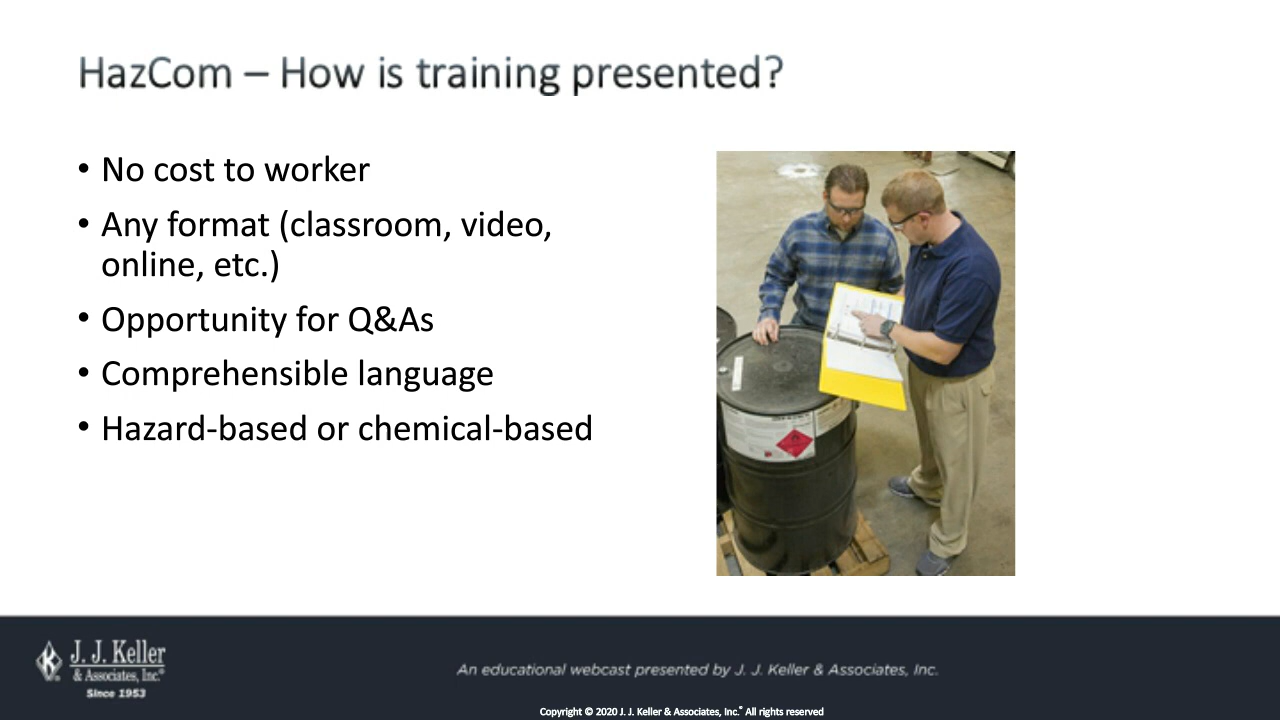 HazCom – How is training presented?
• No cost to worker
• Any format (classroom, video,
online, etc.)
• Opportunity for Q&As
• Comprehensible language
• Hazard-based or chemical-based
J. J. Keller
& Associates, Inc.®
Since 1953
An educational webcast presented by J. J. Keller & Associates, Inc.
Copyright © 2020 J. J. Keller & Associates, Inc.® All rights reserved